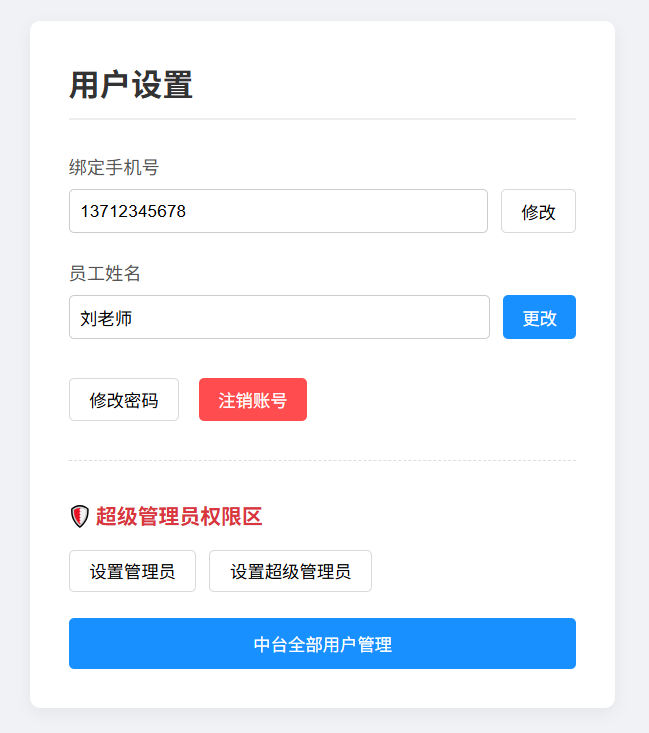 用户设置
绑定手机号
13712345678 修改
员工姓名
刘老师 更改
修改密码 注销账号
超级管理员权限区
设置管理员 设置超级管理员
中台全部用户管理